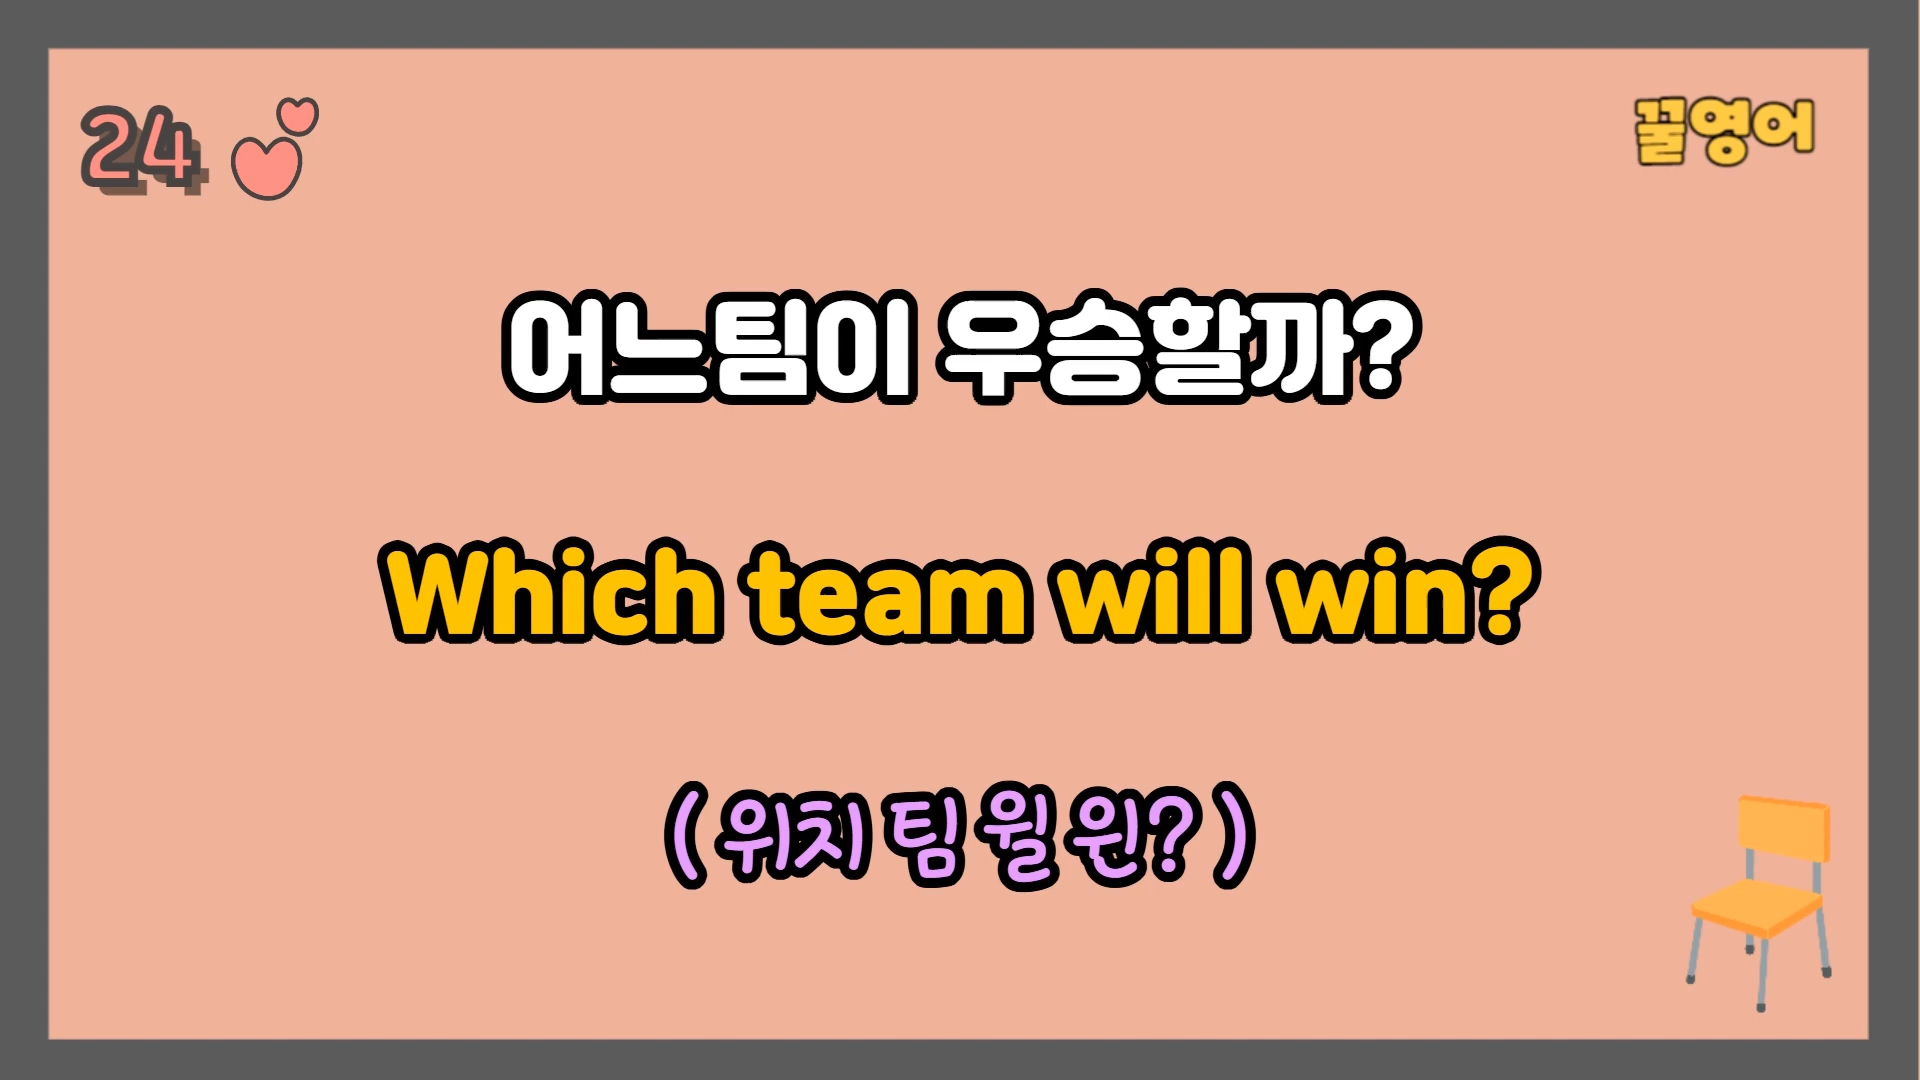 24
꿀영어
어느팀이 우승할까?
Which team will win?
( 위치 팀 윌 윈? )